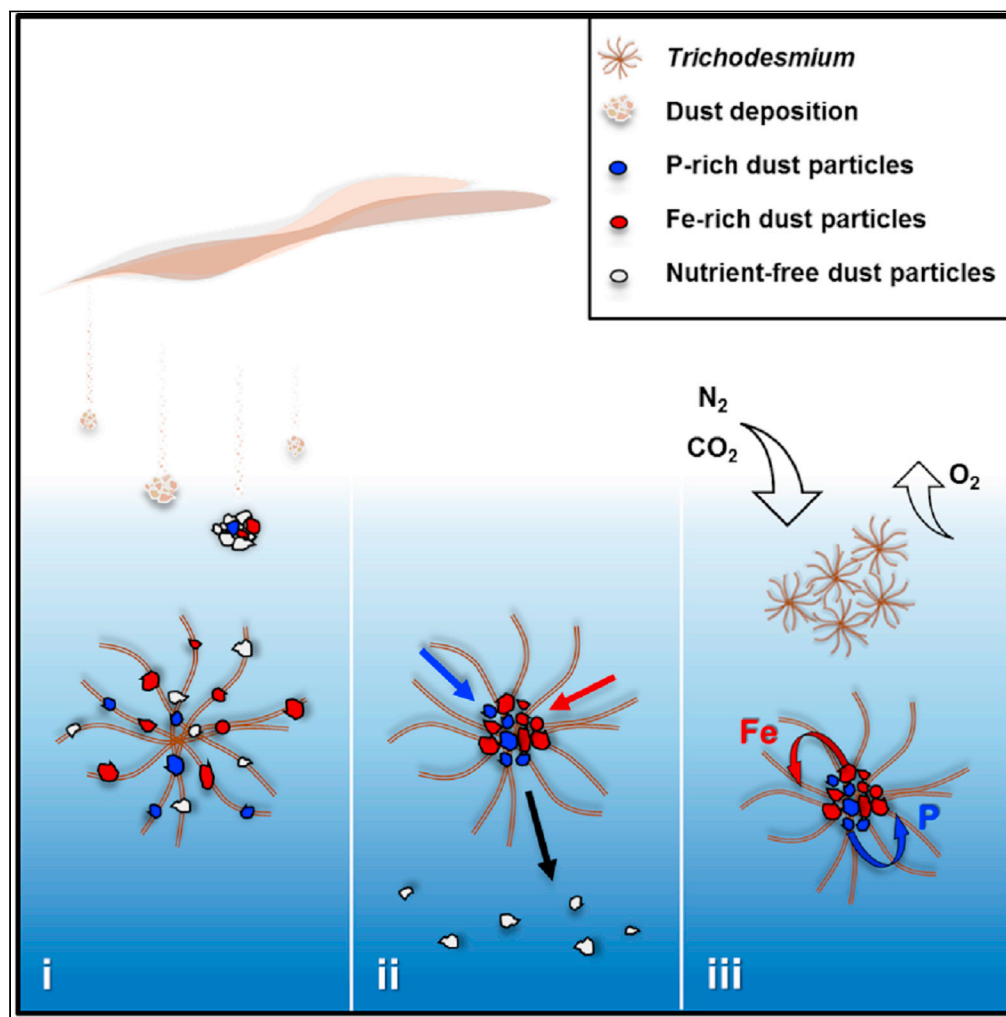 Trichodesmium
Dust deposition
P-rich dust particles
Fe-rich dust particles
Nutrient-free dust particles
N₂
CO₂
O₂
Fe
P
i
ii
iii